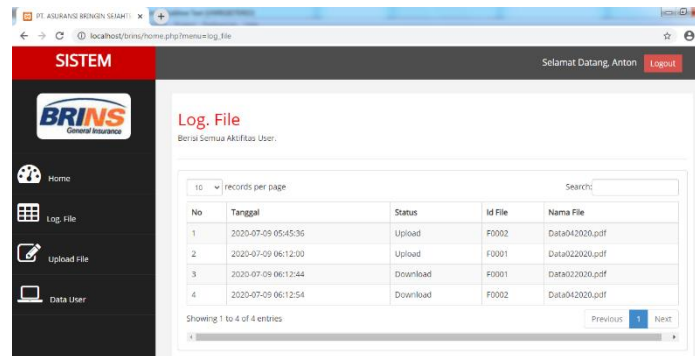 PT. ASURANSI BRINGIN SEJAHT
localhost/brins/home.php?menu=log_file
SISTEM
Selamat Datang, Anton
Logout
BRINS
General Insurance
Home
Log. File
Upload File
Data User
Log. File
Berisi Semua Aktifitas User.
10 records per page
Search:
No Tanggal Status Id File Nama File
1 2020-07-09 05:45:36 Upload F0002 Data042020.pdf
2 2020-07-09 06:12:00 Upload F0001 Data022020.pdf
3 2020-07-09 06:12:44 Download F0001 Data022020.pdf
4 2020-07-09 06:12:54 Download F0002 Data042020.pdf
Showing 1 to 4 of 4 entries
Previous 1 Next